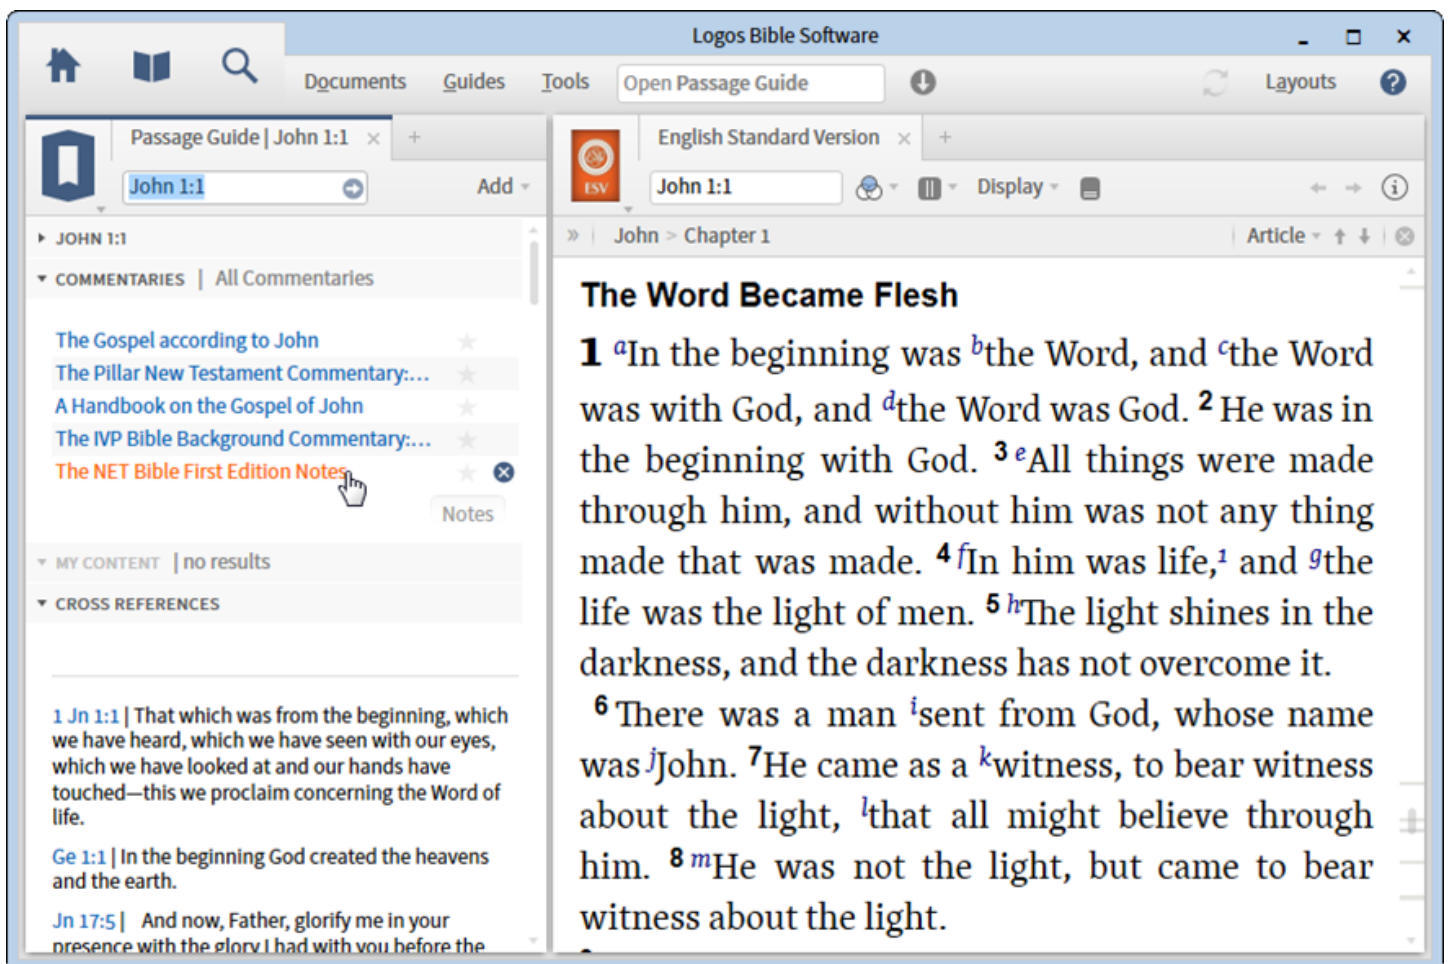 Logos Bible Software
Documents Guides Tools Open Passage Guide Layouts ?
Passage Guide | John 1:1 × +
John 1:1 Add
JOHN 1:1
COMMENTARIES | All Commentaries
The Gospel according to John
The Pillar New Testament Commentary:...
A Handbook on the Gospel of John
The IVP Bible Background Commentary:...
The NET Bible First Edition Notes
Notes
MY CONTENT | no results
CROSS REFERENCES
1 Jn 1:1 | That which was from the beginning, which
we have heard, which we have seen with our eyes,
which we have looked at and our hands have
touched—this we proclaim concerning the Word of
life.
Ge 1:1 | In the beginning God created the heavens
and the earth.
Jn 17:5 | And now, Father, glorify me in your
presence with the glory I had with you before the
ESV
English Standard Version × +
John 1:1 Display i
» John > Chapter 1 Article
The Word Became Flesh
1 aIn the beginning was bthe Word, and cthe Word
was with God, and dthe Word was God. 2 He was in
the beginning with God. 3 eAll things were made
through him, and without him was not any thing
made that was made. 4 fIn him was life,1 and gthe
life was the light of men. 5 hThe light shines in the
darkness, and the darkness has not overcome it.
6 There was a man isent from God, whose name
was jJohn. 7 He came as a kwitness, to bear witness
about the light, lthat all might believe through
him. 8 mHe was not the light, but came to bear
witness about the light.